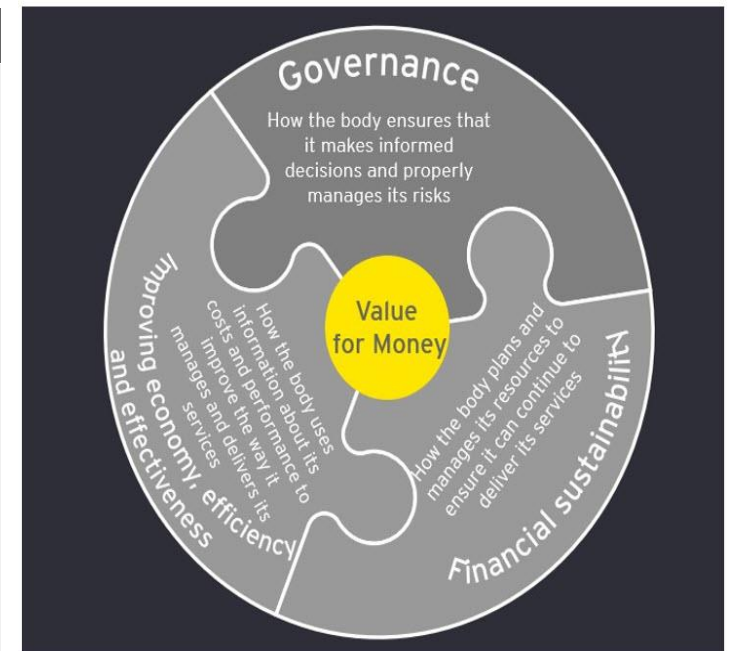 Governance
How the body ensures that
it makes informed
decisions and properly
manages its risks
Value
for Money
Improving economy, efficiency
and effectiveness
How the body uses
information about its
costs and performance to
improve the way it
manages and delivers its
services
How the body plans and
manages its resources to
ensure it can continue to
deliver its services
Financial sustainability